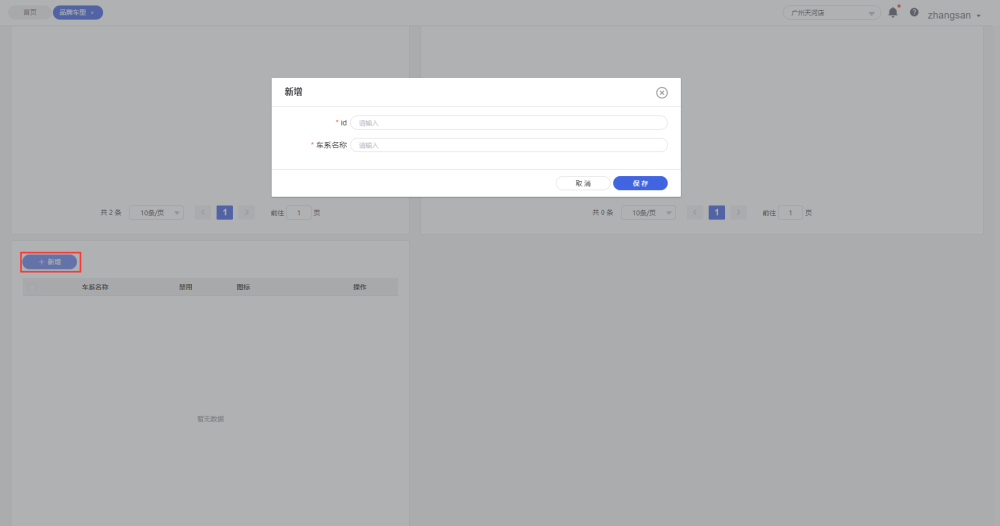 首页 品牌车型 ×
广州天河店 zhangsan
新增
* id 请输入
* 车系名称 请输入
取消 保存
共 2 条 10条/页 < 1 > 前往 1 页
共 0 条 10条/页 < 1 > 前往 1 页
+ 新增
车系名称 禁用 图标 操作
暂无数据